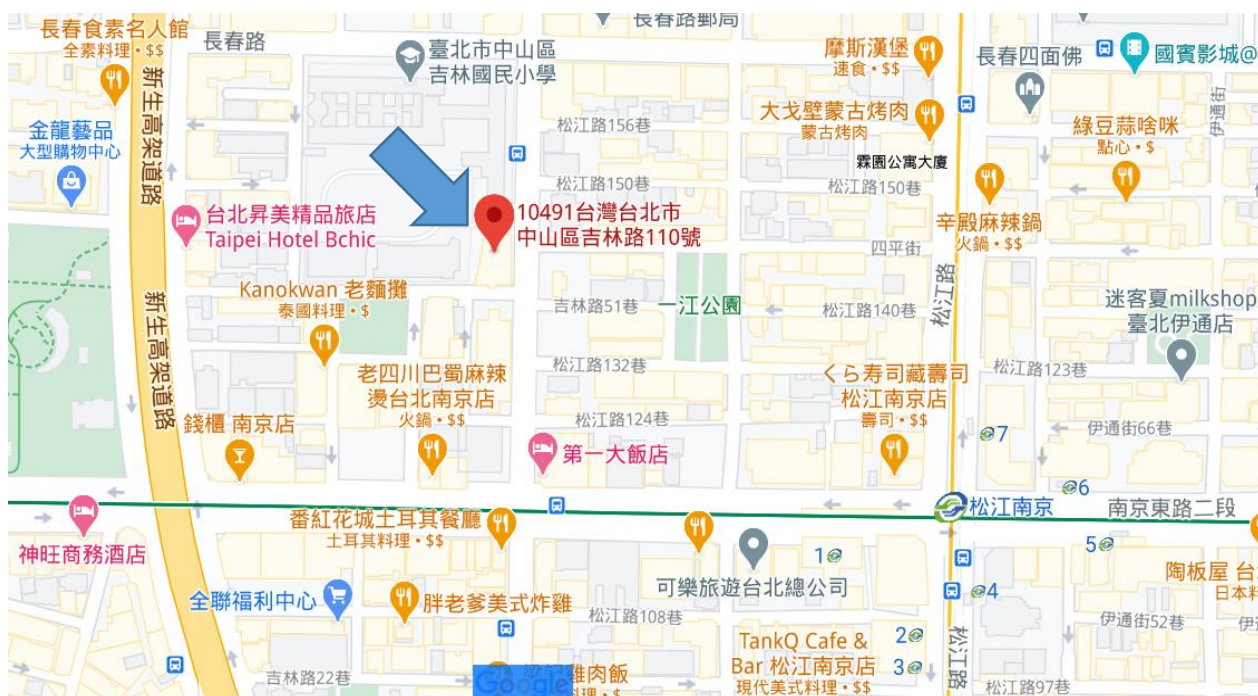 長春食素名人館
全素料理・$$
長春路
臺北市中山區
吉林國民小學
長春路郵局
摩斯漢堡
速食・$$
長春四面佛
國賓影城@
新生高架道路
金龍藝品
大型購物中心
松江路156巷
大戈壁蒙古烤肉
蒙古烤肉
綠豆蒜啥咪
點心・$
伊通街
霖園公寓大廈
松江路150巷
松江路150巷
台北昇美精品旅店
Taipei Hotel Bchic
10491台灣台北市
中山區吉林路110號
辛殿麻辣鍋
火鍋・$$
四平街
Kanokwan 老麵攤
泰國料理・$
吉林路51巷
一江公園
松江路140巷
松江路
迷客夏milkshop
臺北伊通店
新生高架道路
老四川巴蜀麻辣
燙台北南京店
火鍋・$$
松江路132巷
くら寿司藏壽司
松江南京店
壽司・$$
松江路123巷
錢櫃 南京店
松江路124巷
第一大飯店
7
伊通街66巷
6
松江南京
南京東路二段
神旺商務酒店
番紅花城土耳其餐廳
土耳其料理・$$
可樂旅遊台北總公司
1
5
陶板屋 台
全聯福利中心
胖老爹美式炸雞
松江路108巷
4
伊通街52巷
TankQ Cafe &
Bar 松江南京店
現代美式料理・$$
2
3
松江路
吉林路22巷
雞肉飯
Google
松江路97巷